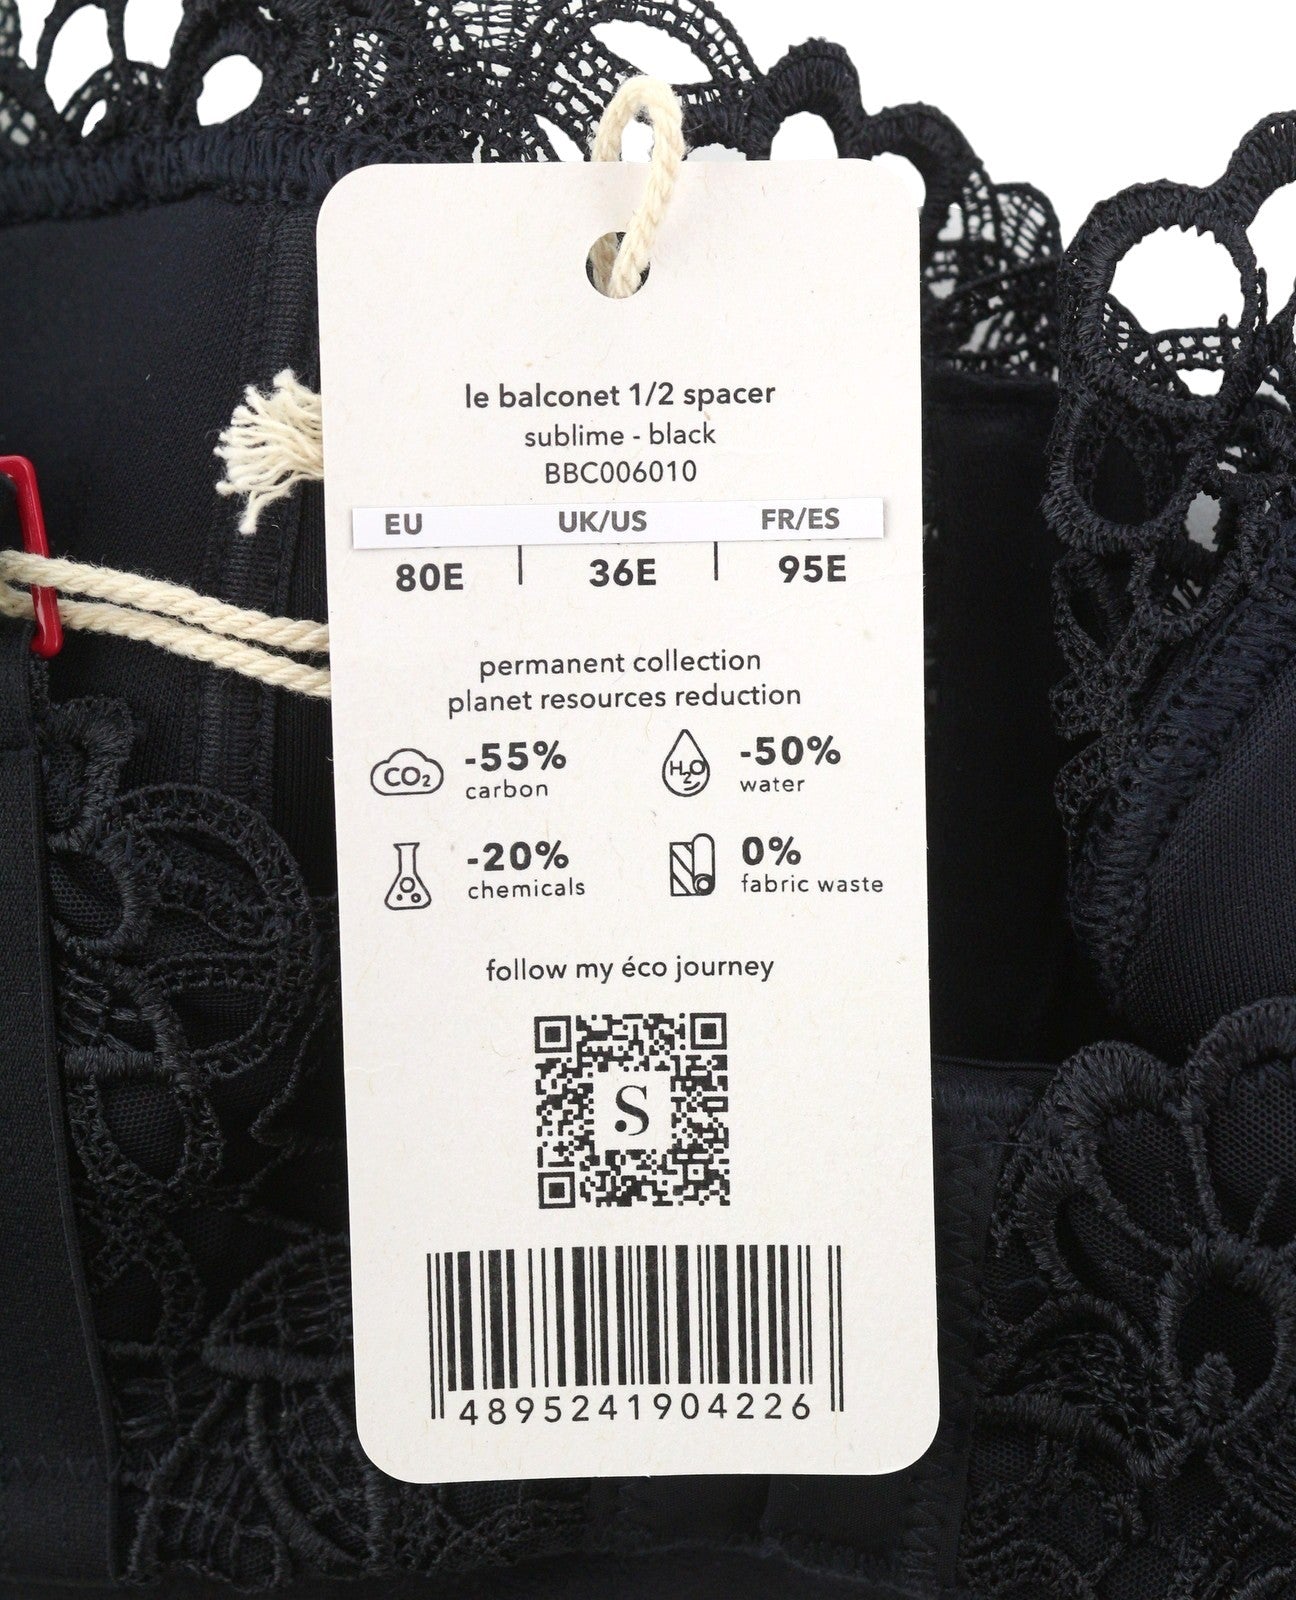 le balconet 1/2 spacer
sublime - black
BBC006010
EU UK/US FR/ES
80E 36E 95E
permanent collection
planet resources reduction
CO₂ -55% carbon
H₂O -50% water
-20% chemicals
0% fabric waste
follow my éco journey
S
4895241904226